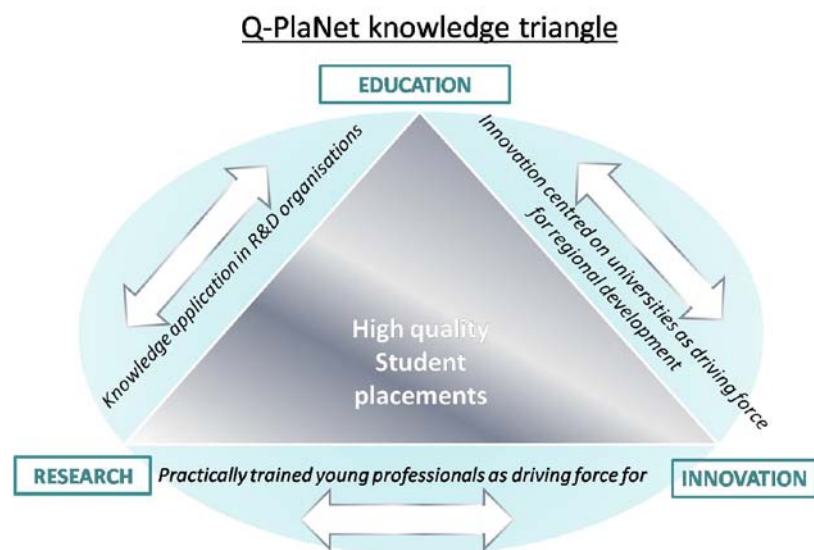 Q-PlaNet knowledge triangle
EDUCATION
Knowledge application in R&D organisations
Innovation centred on universities as driving force
for regional development
High quality
Student
placements
RESEARCH
Practically trained young professionals as driving force for
INNOVATION